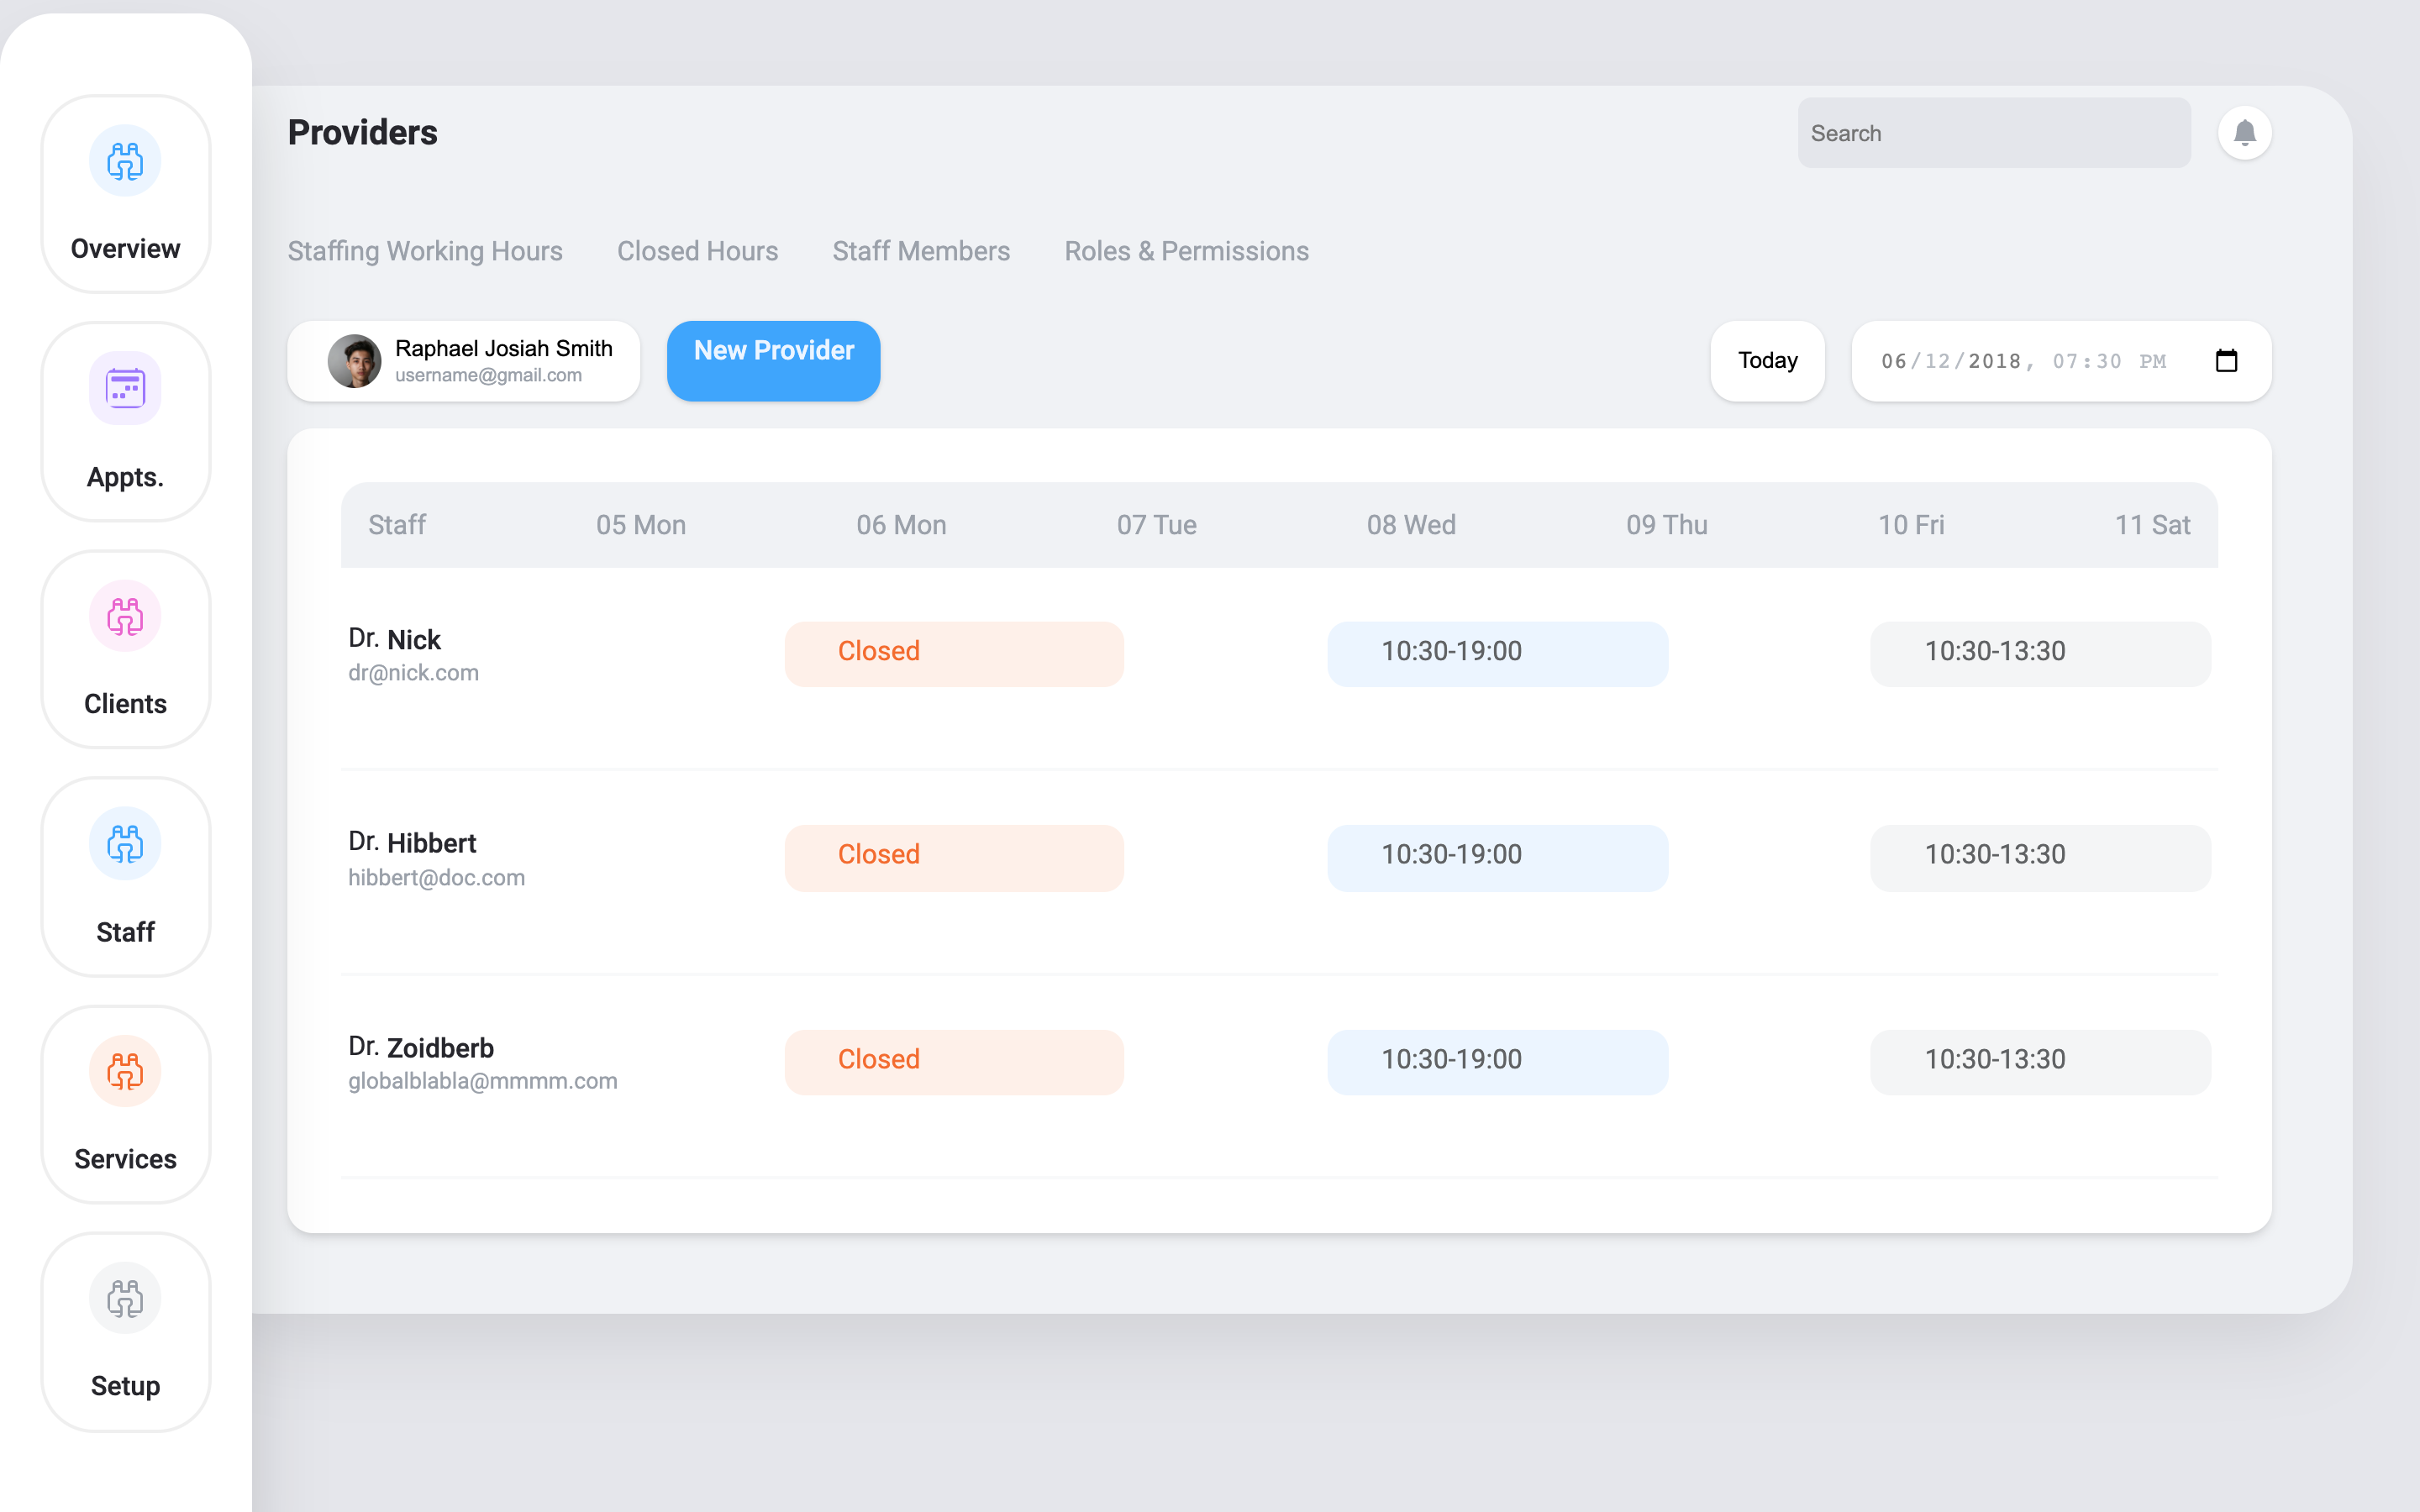 Overview
Appts.
Clients
Staff
Services
Setup
Providers
Search
Staffing Working Hours Closed Hours Staff Members Roles & Permissions
Raphael Josiah Smith
username@gmail.com
New Provider
Today
06/12/2018, 07:30 PM
Staff 05 Mon 06 Mon 07 Tue 08 Wed 09 Thu 10 Fri 11 Sat
Dr. Nick
dr@nick.com
Closed 10:30-19:00 10:30-13:30
Dr. Hibbert
hibbert@doc.com
Closed 10:30-19:00 10:30-13:30
Dr. Zoidberb
globalblabla@mmmm.com
Closed 10:30-19:00 10:30-13:30